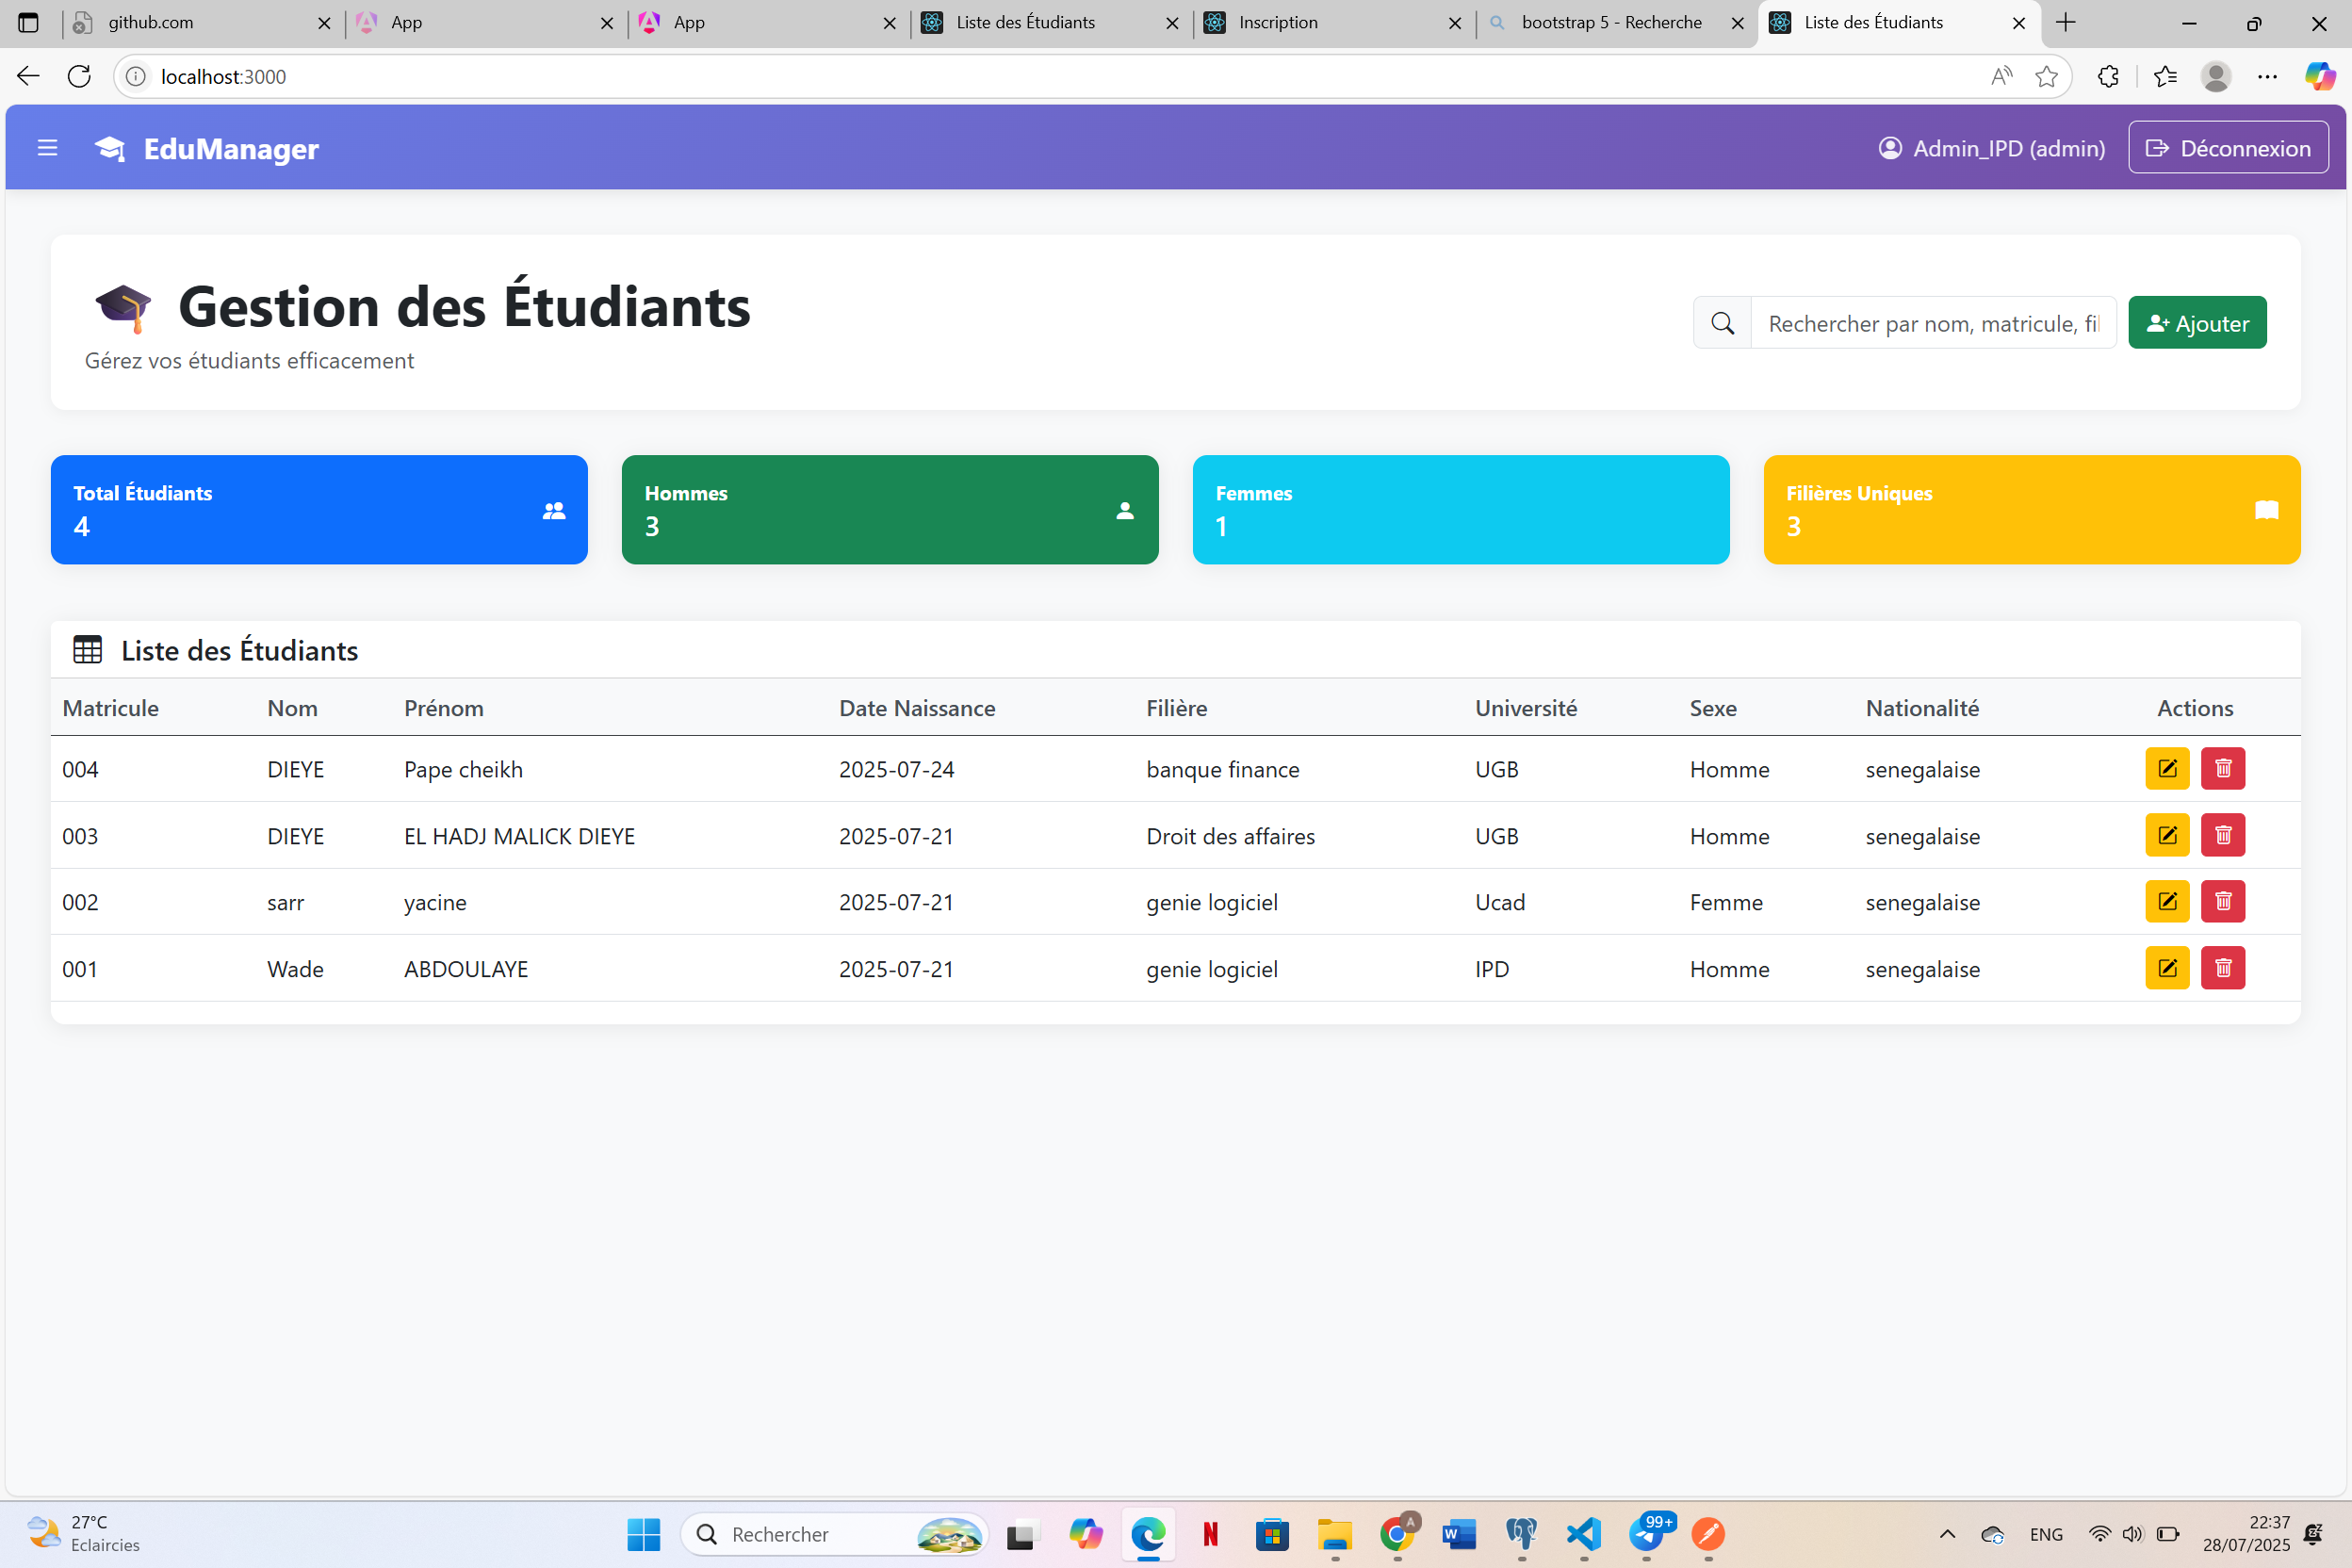 github.com
App
App
Liste des Étudiants
Inscription
bootstrap 5 - Recherche
Liste des Étudiants
localhost:3000
EduManager
Admin_IPD (admin)
Déconnexion
Gestion des Étudiants
Gérez vos étudiants efficacement
Rechercher par nom, matricule, fil
Ajouter
Total Étudiants
4
Hommes
3
Femmes
1
Filières Uniques
3
Liste des Étudiants
Matricule Nom Prénom Date Naissance Filière Université Sexe Nationalité Actions
004 DIEYE Pape cheikh 2025-07-24 banque finance UGB Homme senegalaise
003 DIEYE EL HADJ MALICK DIEYE 2025-07-21 Droit des affaires UGB Homme senegalaise
002 sarr yacine 2025-07-21 genie logiciel Ucad Femme senegalaise
001 Wade ABDOULAYE 2025-07-21 genie logiciel IPD Homme senegalaise
27°C
Eclaircies
Rechercher
A
99+
ENG
22:37
28/07/2025